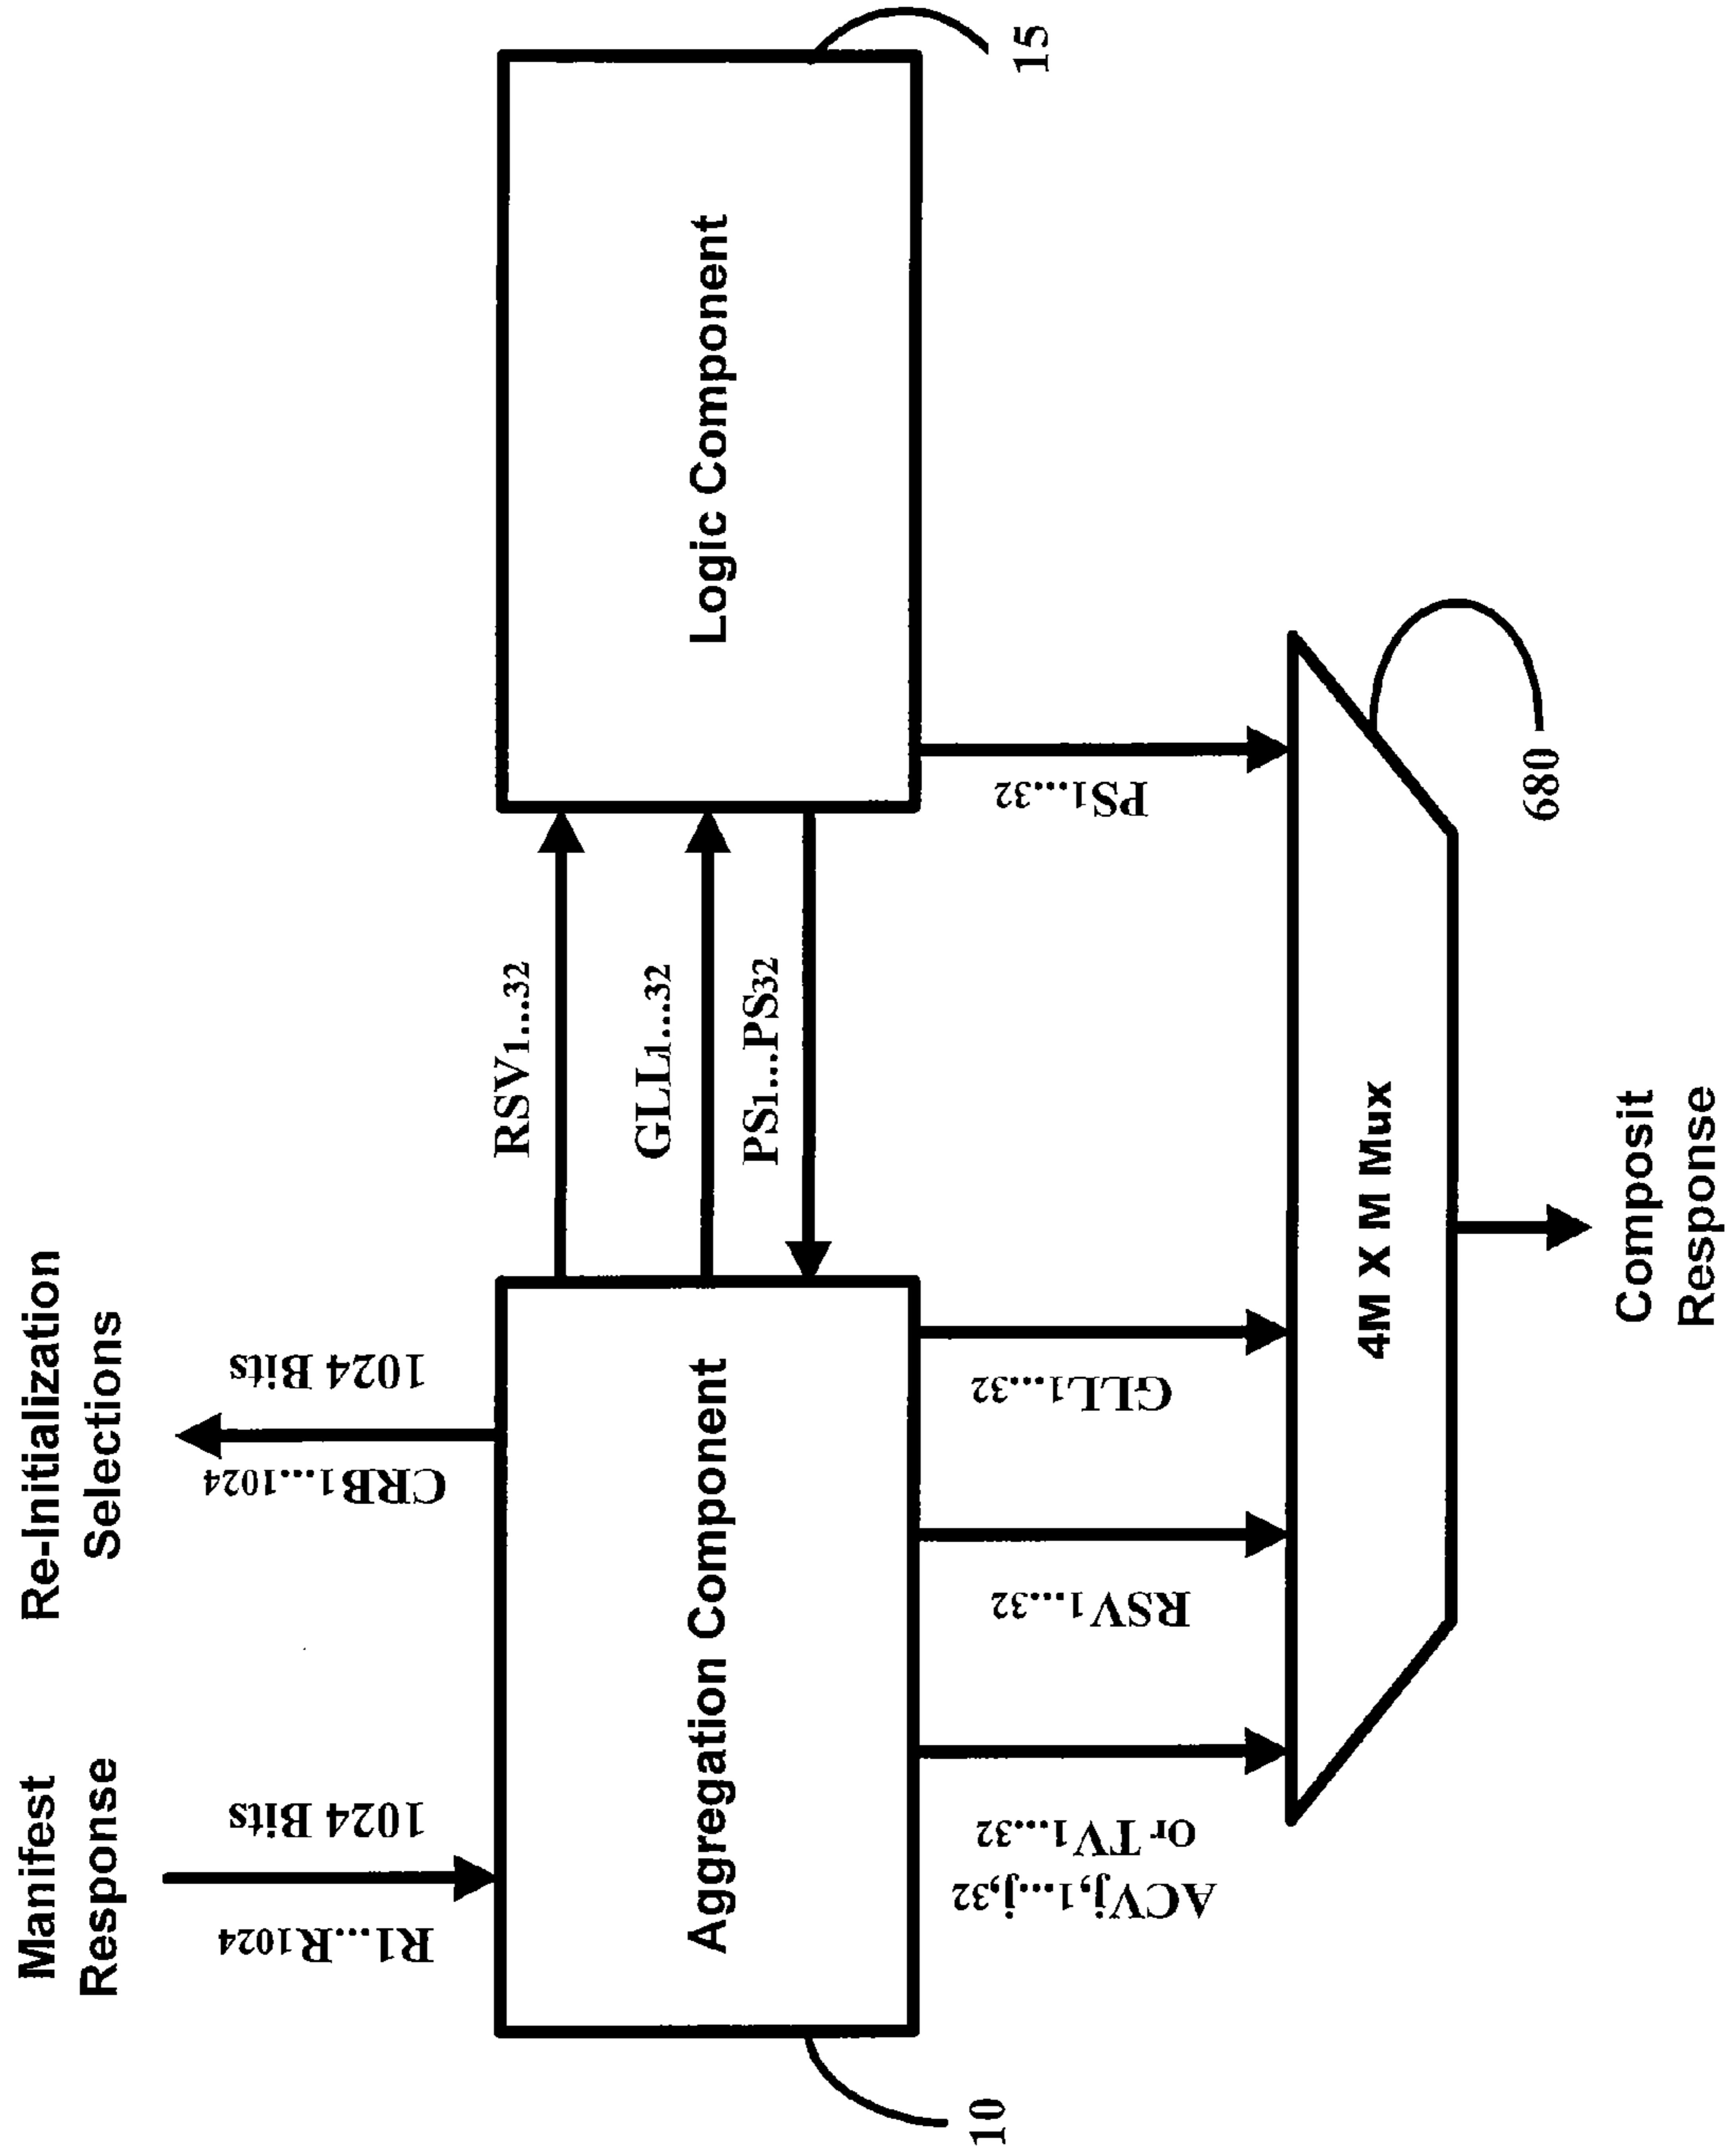 Manifest
Response
Re-Initialization
Selections
R1...R1024
1024 Bits
CRB1...1024
1024 Bits
Aggregation Component
10
RSV1...32
GLL1...32
PS1...PS32
Logic Component
15
ACVj,1...j,32
Or TV1...32
RSV1...32
GLL1...32
PS1...32
4M X M Mux
680
Composit
Response